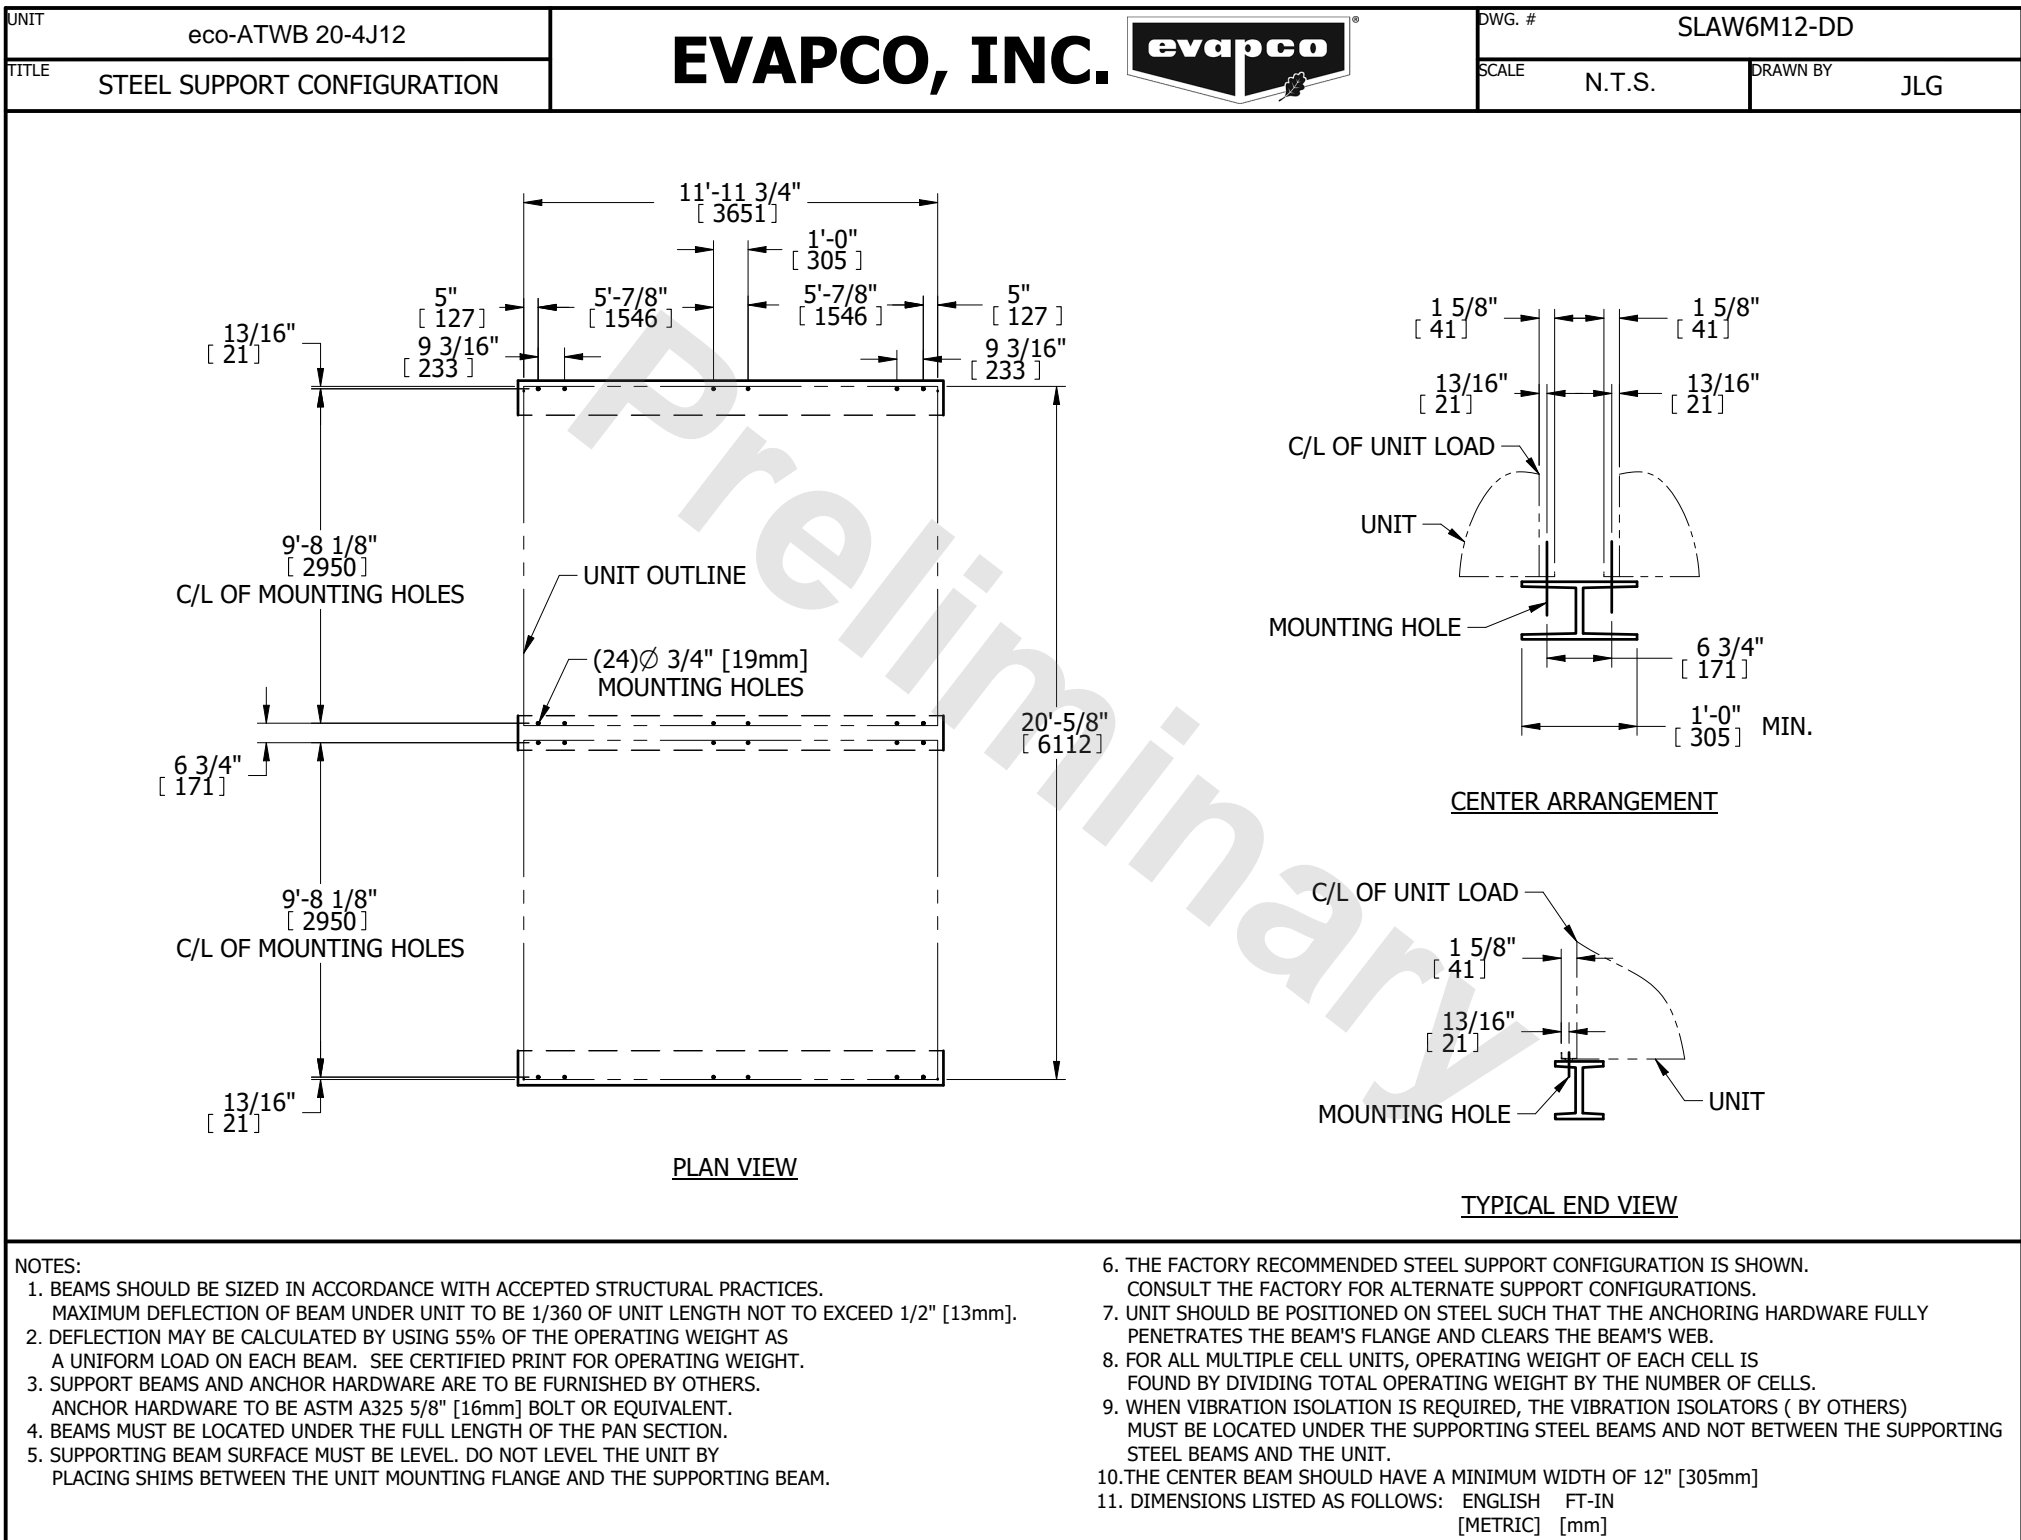 UNIT
eco-ATWB 20-4J12
TITLE
STEEL SUPPORT CONFIGURATION
EVAPCO, INC.
evapco
®
DWG. #
SLAW6M12-DD
SCALE
N.T.S.
DRAWN BY
JLG
11'-11 3/4"
[ 3651 ]
1'-0"
[ 305 ]
5"
[ 127 ]
5'-7/8"
[ 1546 ]
5'-7/8"
[ 1546 ]
5"
[ 127 ]
13/16"
[ 21 ]
9 3/16"
[ 233 ]
9 3/16"
[ 233 ]
9'-8 1/8"
[ 2950 ]
C/L OF MOUNTING HOLES
UNIT OUTLINE
(24)Ø 3/4" [19mm]
MOUNTING HOLES
6 3/4"
[ 171 ]
20'-5/8"
[ 6112 ]
9'-8 1/8"
[ 2950 ]
C/L OF MOUNTING HOLES
13/16"
[ 21 ]
PLAN VIEW
Preliminary
1 5/8"
[ 41 ]
1 5/8"
[ 41 ]
13/16"
[ 21 ]
13/16"
[ 21 ]
C/L OF UNIT LOAD
UNIT
MOUNTING HOLE
6 3/4"
[ 171 ]
1'-0"
[ 305 ]
MIN.
CENTER ARRANGEMENT
C/L OF UNIT LOAD
1 5/8"
[ 41 ]
13/16"
[ 21 ]
MOUNTING HOLE
UNIT
TYPICAL END VIEW
NOTES:
1. BEAMS SHOULD BE SIZED IN ACCORDANCE WITH ACCEPTED STRUCTURAL PRACTICES.
MAXIMUM DEFLECTION OF BEAM UNDER UNIT TO BE 1/360 OF UNIT LENGTH NOT TO EXCEED 1/2" [13mm].
2. DEFLECTION MAY BE CALCULATED BY USING 55% OF THE OPERATING WEIGHT AS
A UNIFORM LOAD ON EACH BEAM. SEE CERTIFIED PRINT FOR OPERATING WEIGHT.
3. SUPPORT BEAMS AND ANCHOR HARDWARE ARE TO BE FURNISHED BY OTHERS.
ANCHOR HARDWARE TO BE ASTM A325 5/8" [16mm] BOLT OR EQUIVALENT.
4. BEAMS MUST BE LOCATED UNDER THE FULL LENGTH OF THE PAN SECTION.
5. SUPPORTING BEAM SURFACE MUST BE LEVEL. DO NOT LEVEL THE UNIT BY
PLACING SHIMS BETWEEN THE UNIT MOUNTING FLANGE AND THE SUPPORTING BEAM.
6. THE FACTORY RECOMMENDED STEEL SUPPORT CONFIGURATION IS SHOWN.
CONSULT THE FACTORY FOR ALTERNATE SUPPORT CONFIGURATIONS.
7. UNIT SHOULD BE POSITIONED ON STEEL SUCH THAT THE ANCHORING HARDWARE FULLY
PENETRATES THE BEAM'S FLANGE AND CLEARS THE BEAM'S WEB.
8. FOR ALL MULTIPLE CELL UNITS, OPERATING WEIGHT OF EACH CELL IS
FOUND BY DIVIDING TOTAL OPERATING WEIGHT BY THE NUMBER OF CELLS.
9. WHEN VIBRATION ISOLATION IS REQUIRED, THE VIBRATION ISOLATORS ( BY OTHERS)
MUST BE LOCATED UNDER THE SUPPORTING STEEL BEAMS AND NOT BETWEEN THE SUPPORTING
STEEL BEAMS AND THE UNIT.
10.THE CENTER BEAM SHOULD HAVE A MINIMUM WIDTH OF 12" [305mm]
11. DIMENSIONS LISTED AS FOLLOWS: ENGLISH FT-IN
[METRIC] [mm]